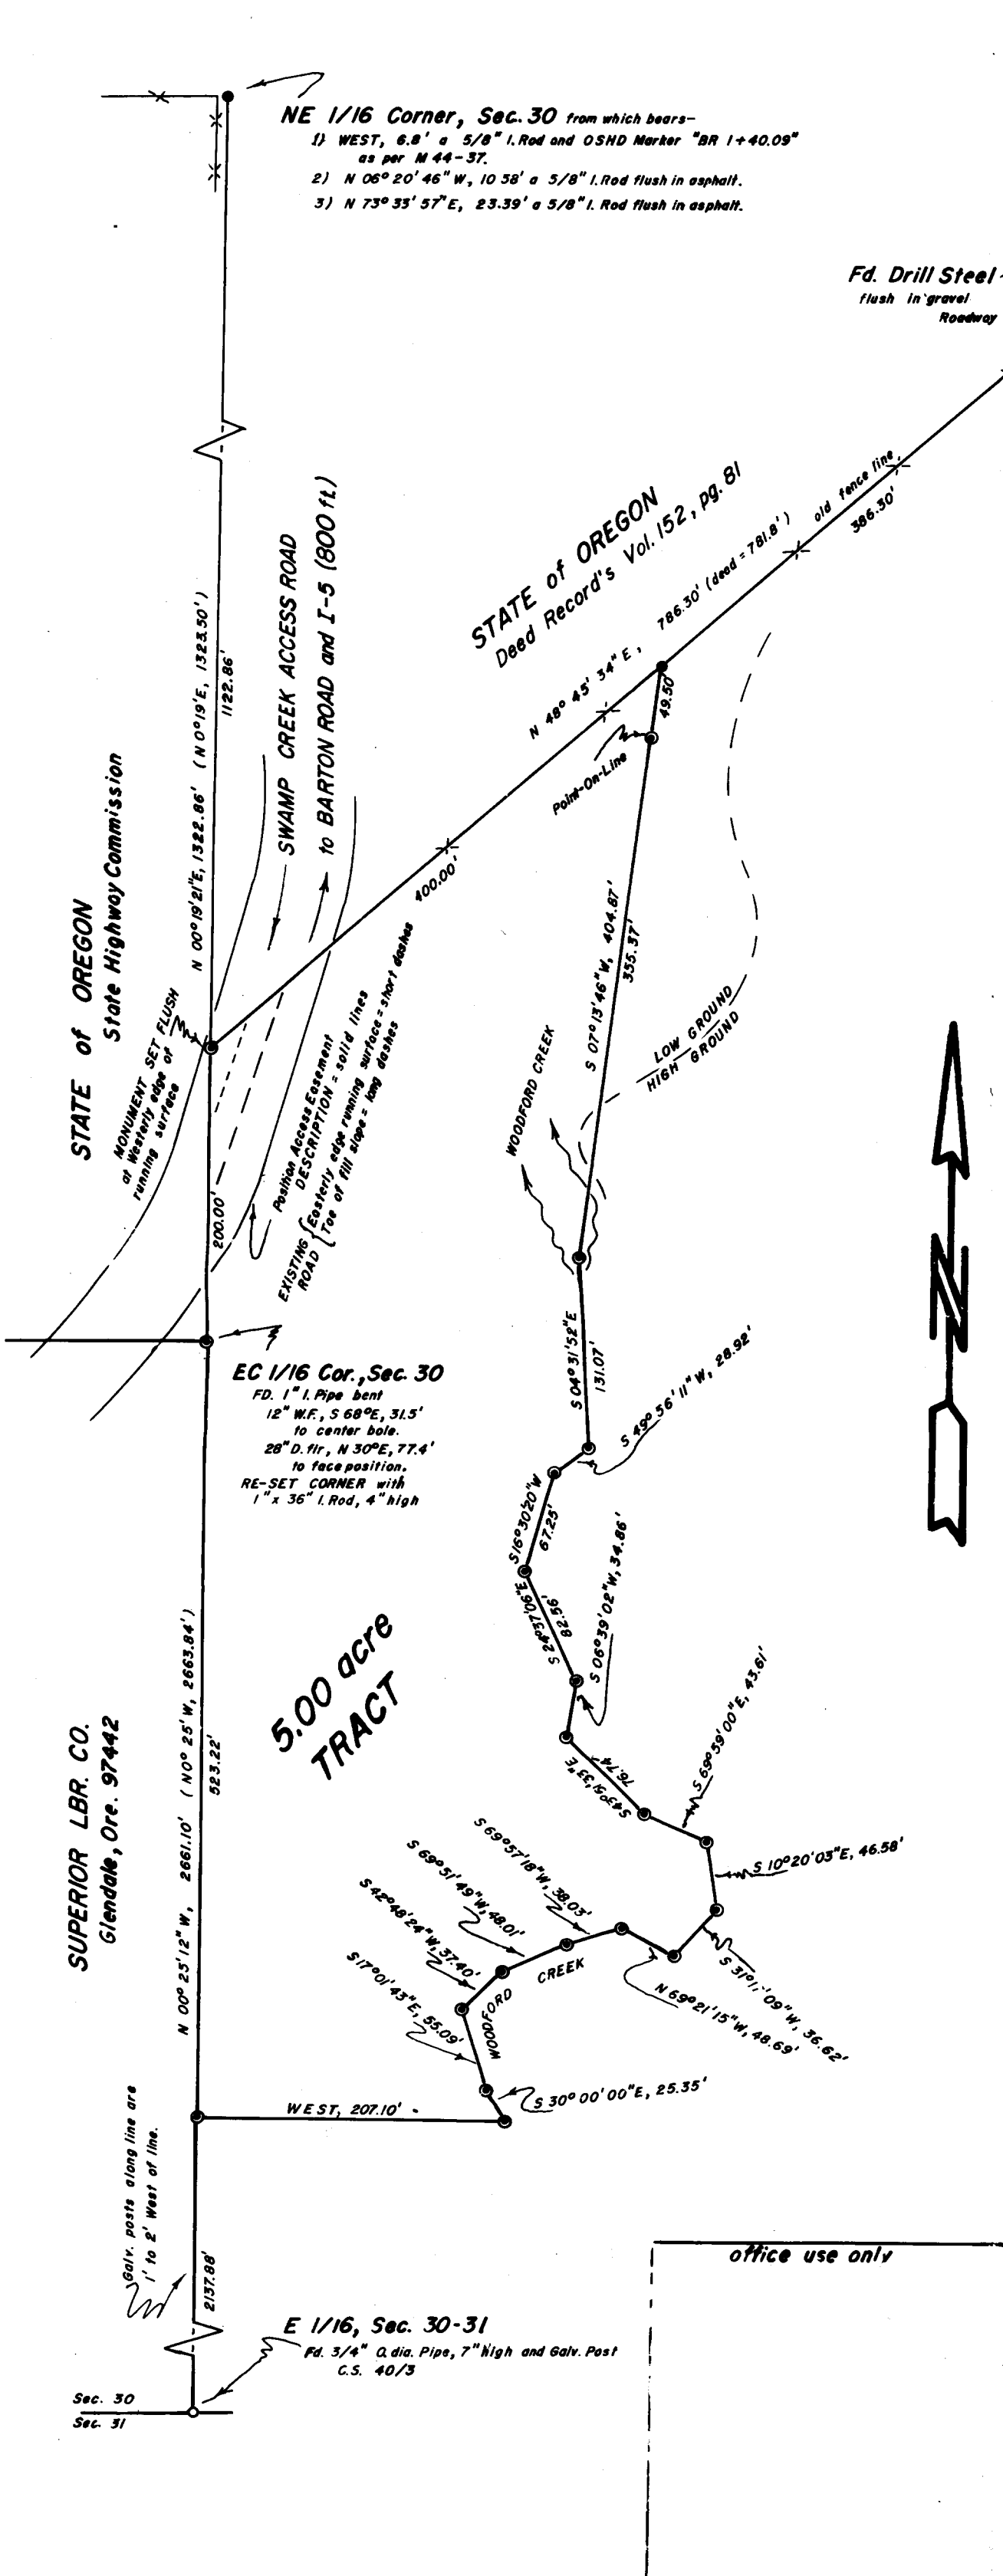 NE 1/16 Corner, Sec. 30 from which bears-
1) WEST, 6.8' a 5/8" I. Rod and OSHD Marker "BR 1+40.09"
as per M 44-37.
2) N 06° 20' 46" W, 10 58' a 5/8" I. Rod flush in asphalt.
3) N 73° 33' 57" E, 23.39' a 5/8" I. Rod flush in asphalt.
Fd. Drill Steel
flush in gravel
Roadway
STATE of OREGON
Deed Record's Vol. 152, pg. 81
N 48° 45' 34" E, 786.30' (deed = 781.8')
old fence line
386.30'
400.00'
49.50'
Point-On-Line
N 00° 19' 21" E, 1322.86' (N 0° 19' E, 1323.50')
1122.86'
SWAMP CREEK ACCESS ROAD
to BARTON ROAD and I-5 (800 ft.)
STATE of OREGON
State Highway Commission
MONUMENT SET FLUSH
at Westerly edge of
running surface
200.00'
Position Access Easement
DESCRIPTION = solid lines
EXISTING ROAD
Easterly edge running surface = short dashes
Toe of fill slope = long dashes
S 07° 13' 46" W, 404.87'
355.37'
LOW GROUND
HIGH GROUND
WOODFORD CREEK
EC 1/16 Cor., Sec. 30
FD. 1" I. Pipe bent
12" W.F., S 68° E, 31.5'
to center bole.
28" D. fir, N 30° E, 77.4'
to face position.
RE-SET CORNER with
1" x 36" I. Rod, 4" high
S 04° 31' 52" E
131.07'
S 49° 56' 11" W, 28.92'
S 16° 30' 20" W
67.25'
S 24° 37' 06" E
82.56'
S 06° 39' 02" W, 34.86'
S 43° 51' 33" E
76.74'
S 69° 59' 00" E, 43.61'
S 10° 20' 03" E, 46.58'
S 31° 09" W, 36.62'
N 69° 21' 15" W, 48.69'
S 69° 57' 18" W, 38.03'
S 69° 51' 49" W, 48.01'
S 42° 48' 24" W, 37.40'
S 17° 01' 43" E, 55.09'
WOODFORD CREEK
S 30° 00' 00" E, 25.35'
WEST, 207.10'
5.00 acre
TRACT
SUPERIOR LBR. CO.
Glendale, Ore. 97442
N 00° 25' 12" W, 2661.10' (N 0° 25' W, 2663.84')
523.22'
Galv. posts along line are
1' to 2' West of line.
2137.88'
E 1/16, Sec. 30-31
Fd. 3/4" O. dia. Pipe, 7" high and Galv. Post
C.S. 40/3
Sec. 30
Sec. 31
office use only
N